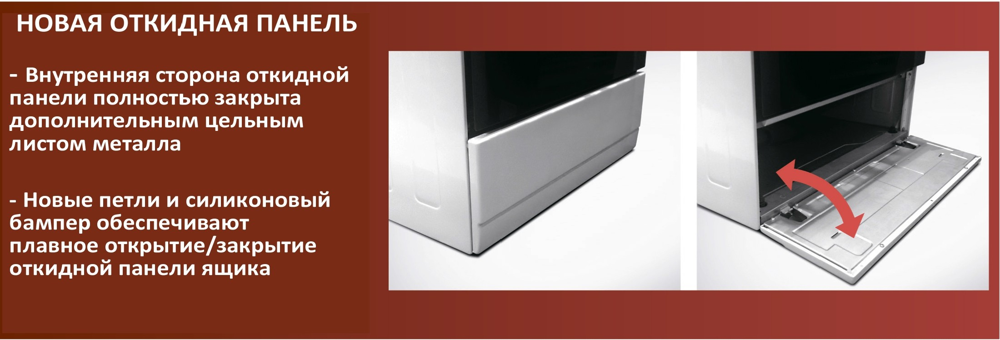 НОВАЯ ОТКИДНАЯ ПАНЕЛЬ
- Внутренняя сторона откидной
панели полностью закрыта
дополнительным цельным
листом металла
- Новые петли и силиконовый
бампер обеспечивают
плавное открытие/закрытие
откидной панели ящика